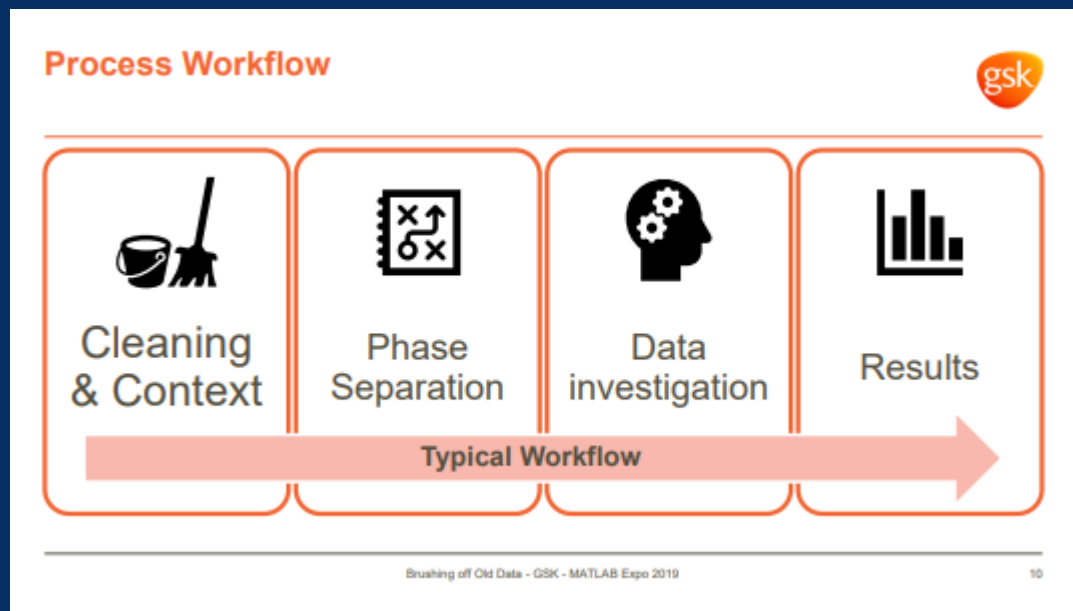 Process Workflow
gsk
Cleaning
& Context
Phase
Separation
Data
investigation
Results
Typical Workflow
Brushing off Old Data - GSK - MATLAB Expo 2019
10